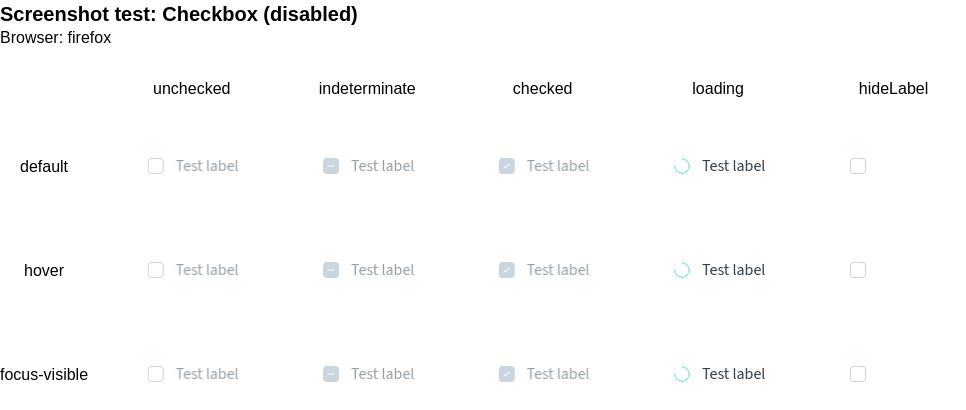 Screenshot test: Checkbox (disabled)
Browser: firefox
unchecked indeterminate checked loading hideLabel
default Test label Test label Test label Test label
hover Test label Test label Test label Test label
focus-visible Test label Test label Test label Test label